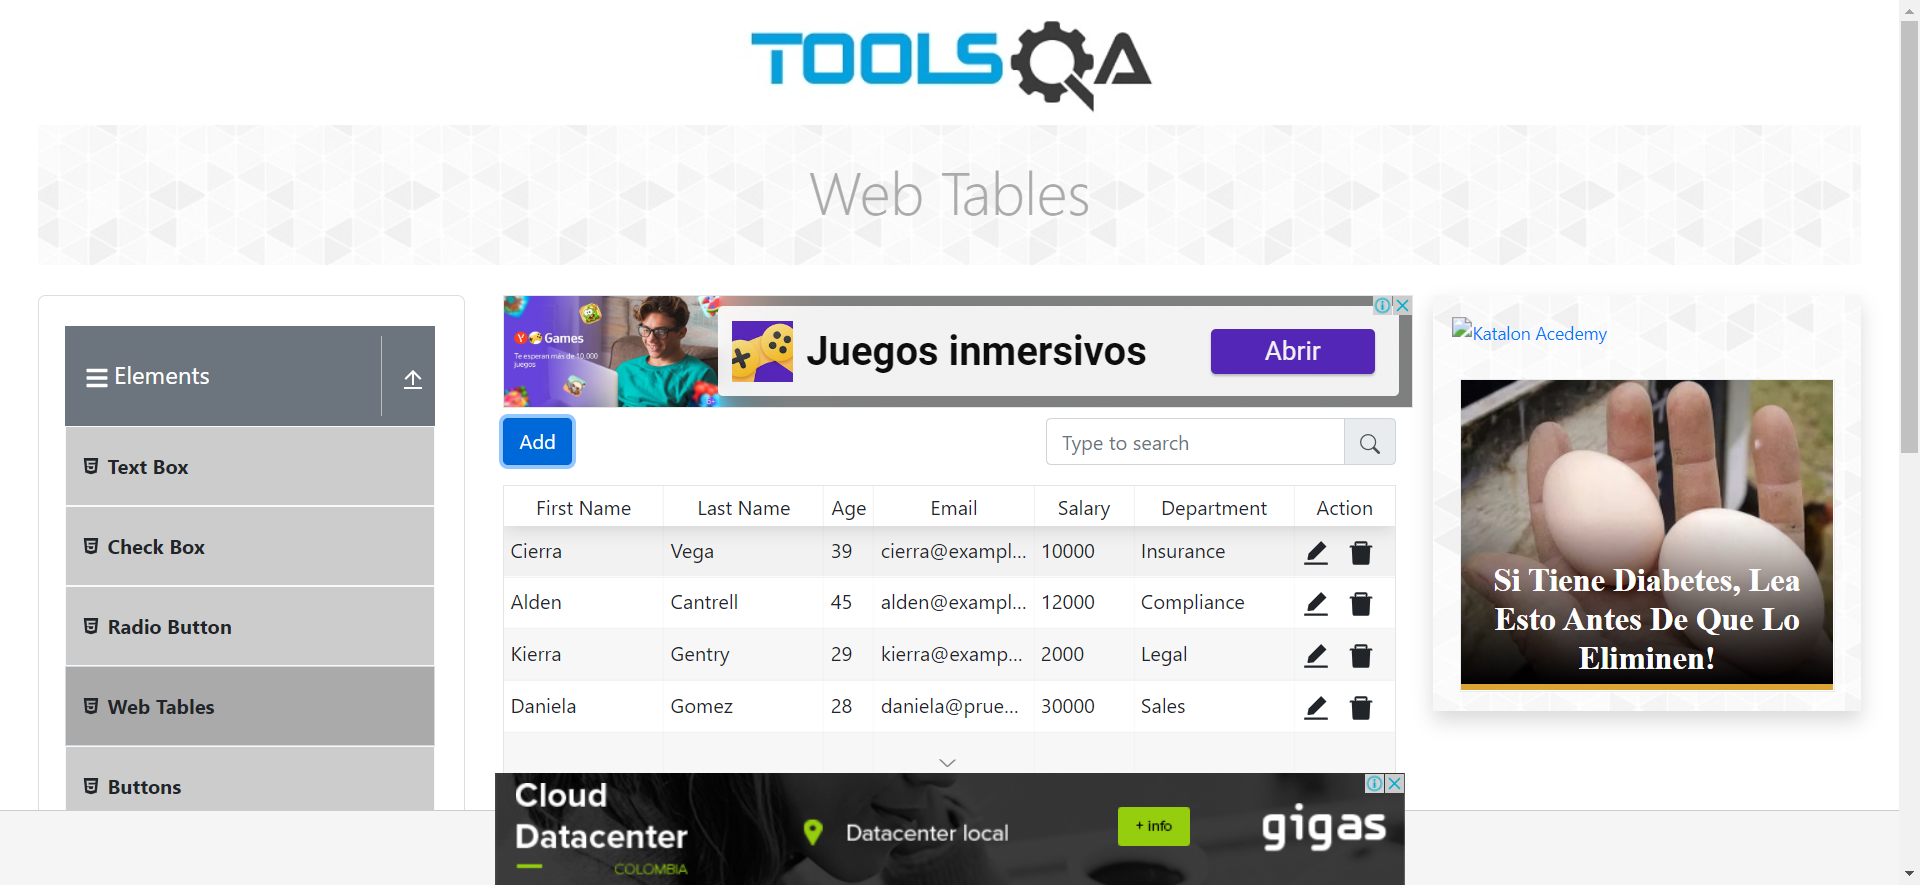 TOOLSQA
Web Tables
Elements
Text Box
Check Box
Radio Button
Web Tables
Buttons
Y Games
Te esperan más de 10.000
juegos
Juegos inmersivos
Abrir
Add
Type to search
First Name Last Name Age Email Salary Department Action
Cierra Vega 39 cierra@exampl... 10000 Insurance
Alden Cantrell 45 alden@exampl... 12000 Compliance
Kierra Gentry 29 kierra@examp... 2000 Legal
Daniela Gomez 28 daniela@prue... 30000 Sales
Cloud
Datacenter
COLOMBIA
Datacenter local
+ info
gigas
Katalon Acedemy
Si Tiene Diabetes, Lea
Esto Antes De Que Lo
Eliminen!